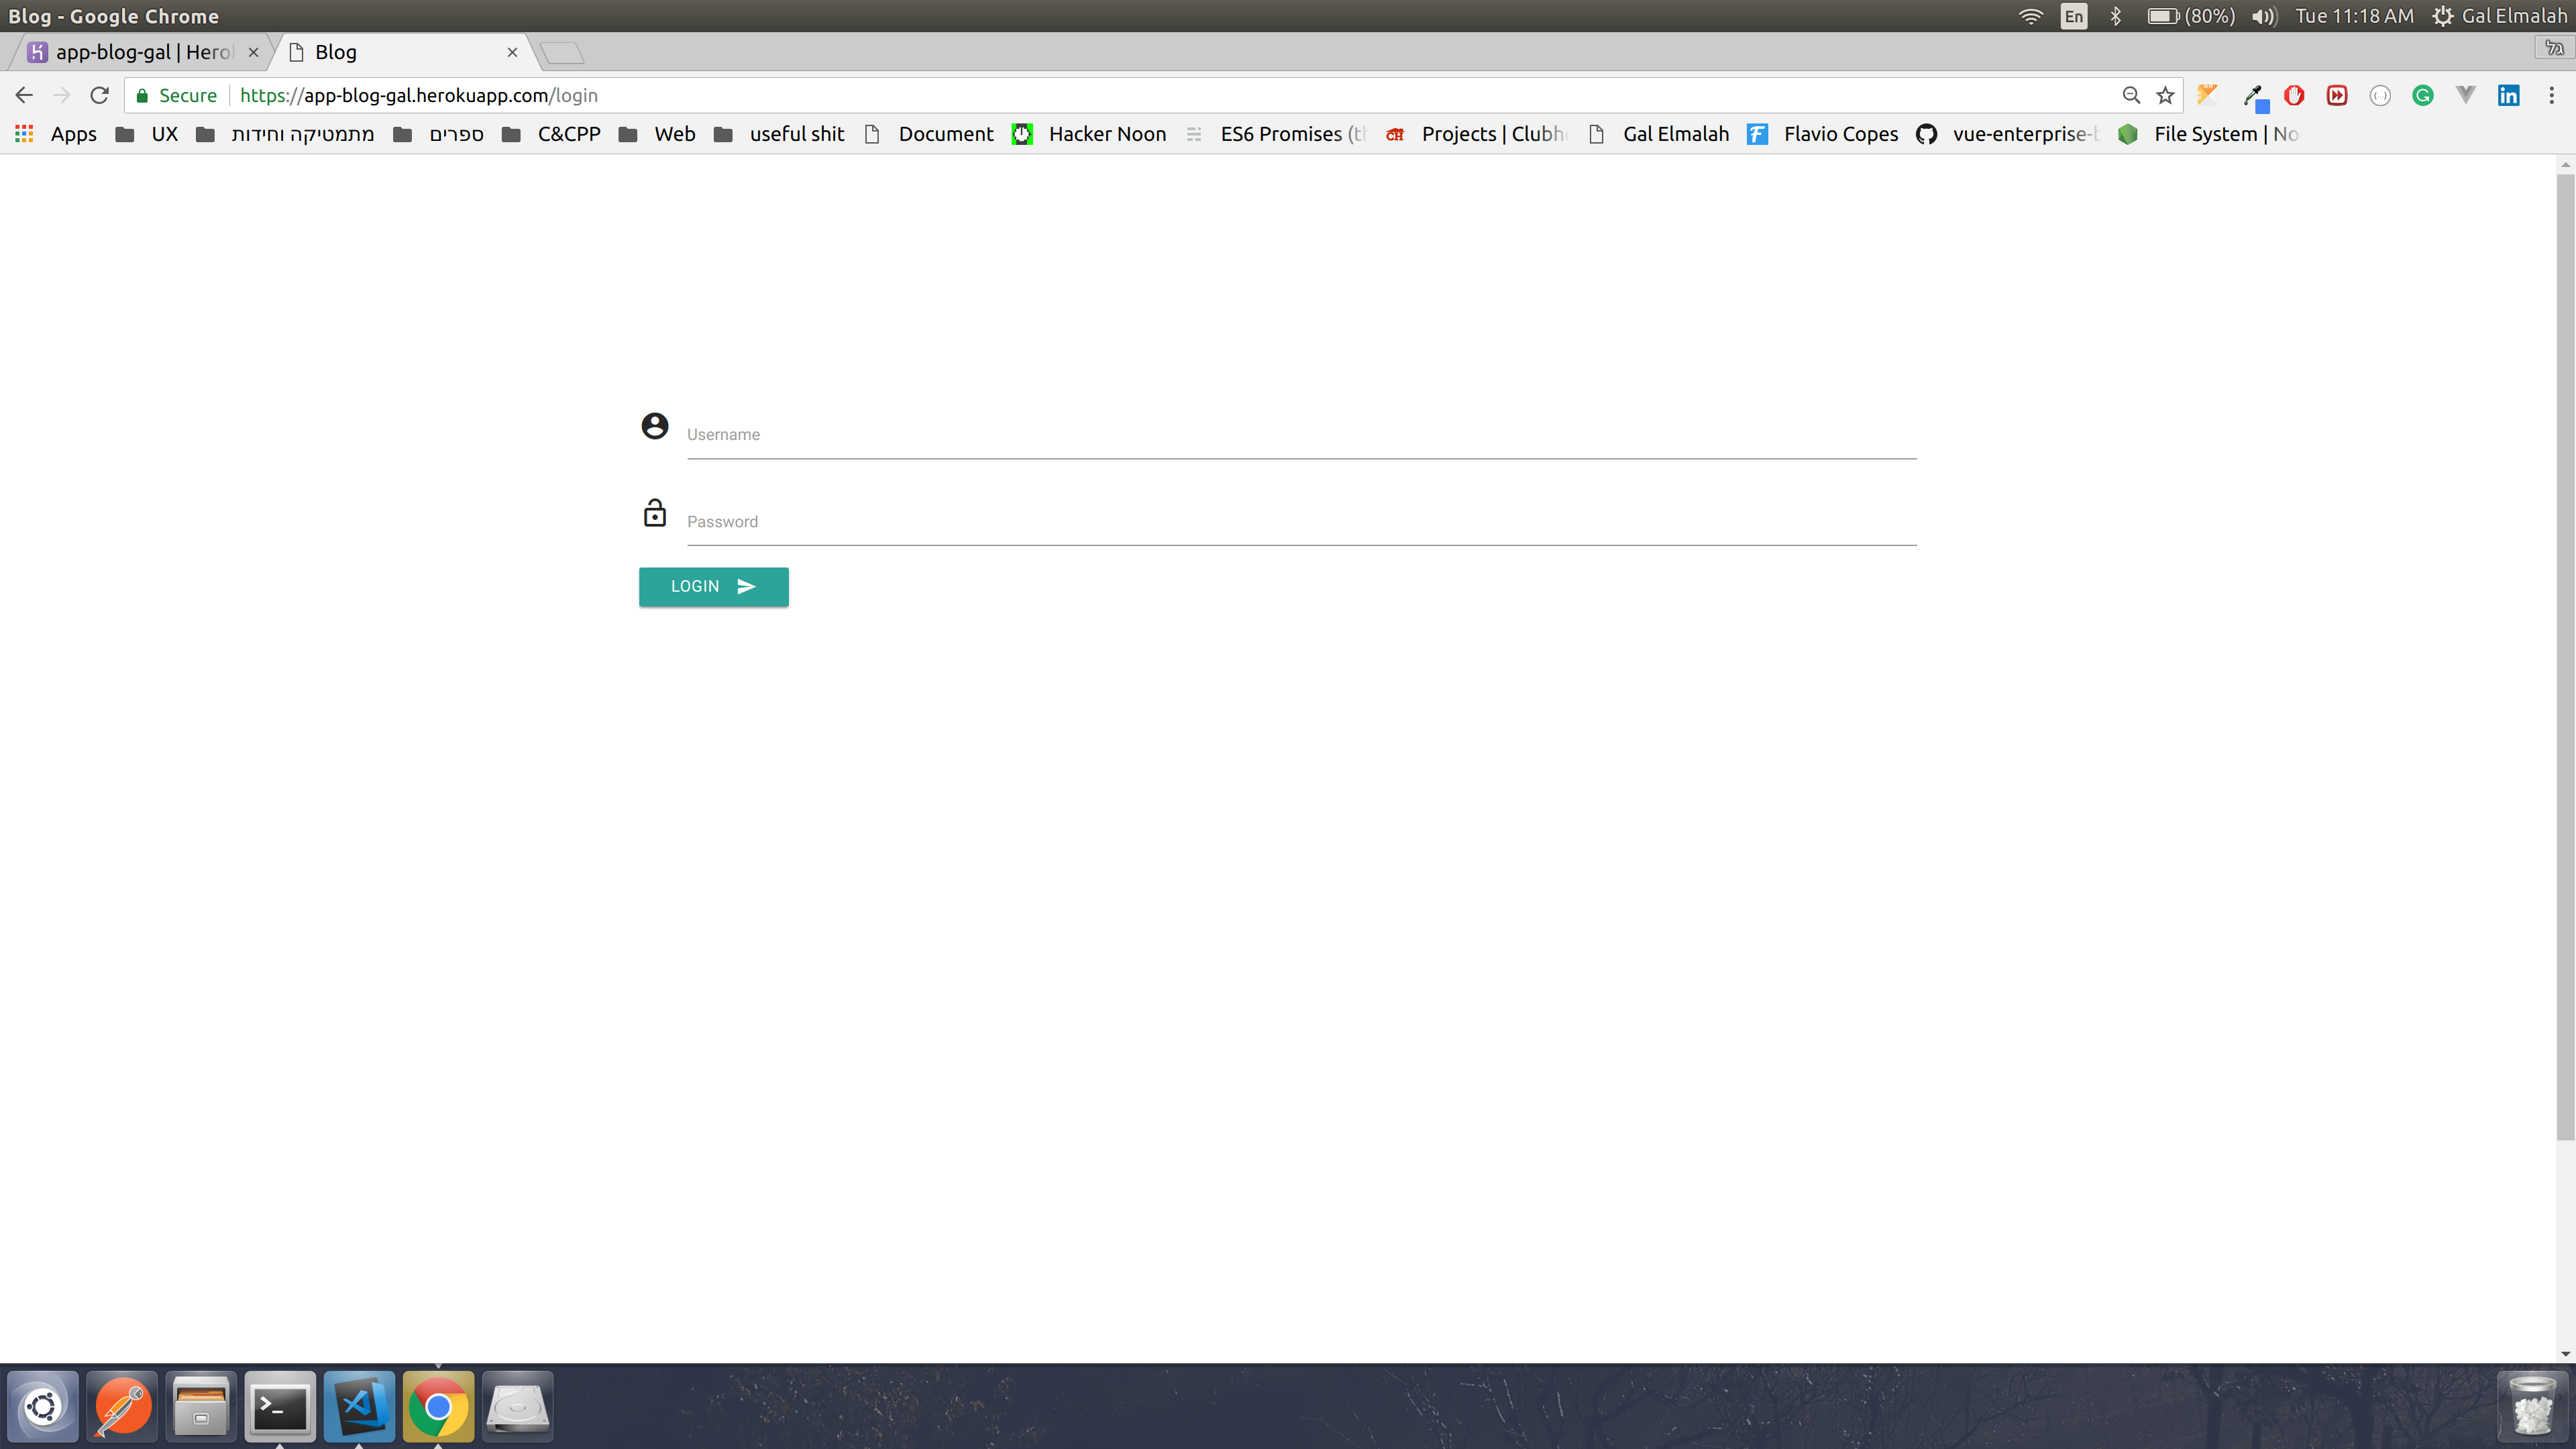 Blog - Google Chrome
En
(80%)
Tue 11:18 AM
Gal Elmalah
app-blog-gal | Hero
Blog
גל
Secure
https://app-blog-gal.herokuapp.com/login
Apps
UX
מתמטיקה וחידות
ספרים
C&CPP
Web
useful shit
Document
Hacker Noon
ES6 Promises (t
Projects | Clubh
Gal Elmalah
Flavio Copes
vue-enterprise-b
File System | No
Username
Password
LOGIN